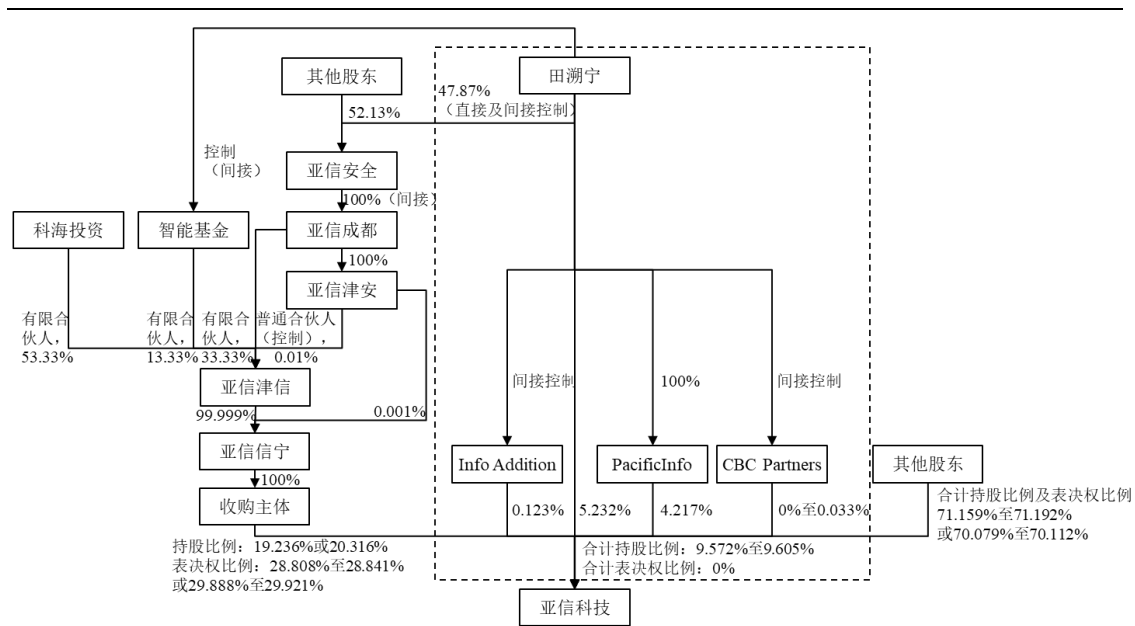 其他股东
田溯宁
47.87%
（直接及间接控制）
52.13%
控制
（间接）
亚信安全
100%（间接）
科海投资
智能基金
亚信成都
100%
亚信津安
有限合
伙人，
53.33%
有限合
伙人，
13.33%
有限合
伙人，
33.33%
普通合伙人
（控制），
0.01%
亚信津信
99.999%
0.001%
间接控制
100%
间接控制
亚信信宁
100%
Info Addition
PacificInfo
CBC Partners
其他股东
收购主体
0.123%
5.232%
4.217%
0%至0.033%
合计持股比例及表决权比例
71.159%至71.192%
或70.079%至70.112%
持股比例：19.236%或20.316%
表决权比例：28.808%至28.841%
或29.888%至29.921%
合计持股比例：9.572%至9.605%
合计表决权比例：0%
亚信科技